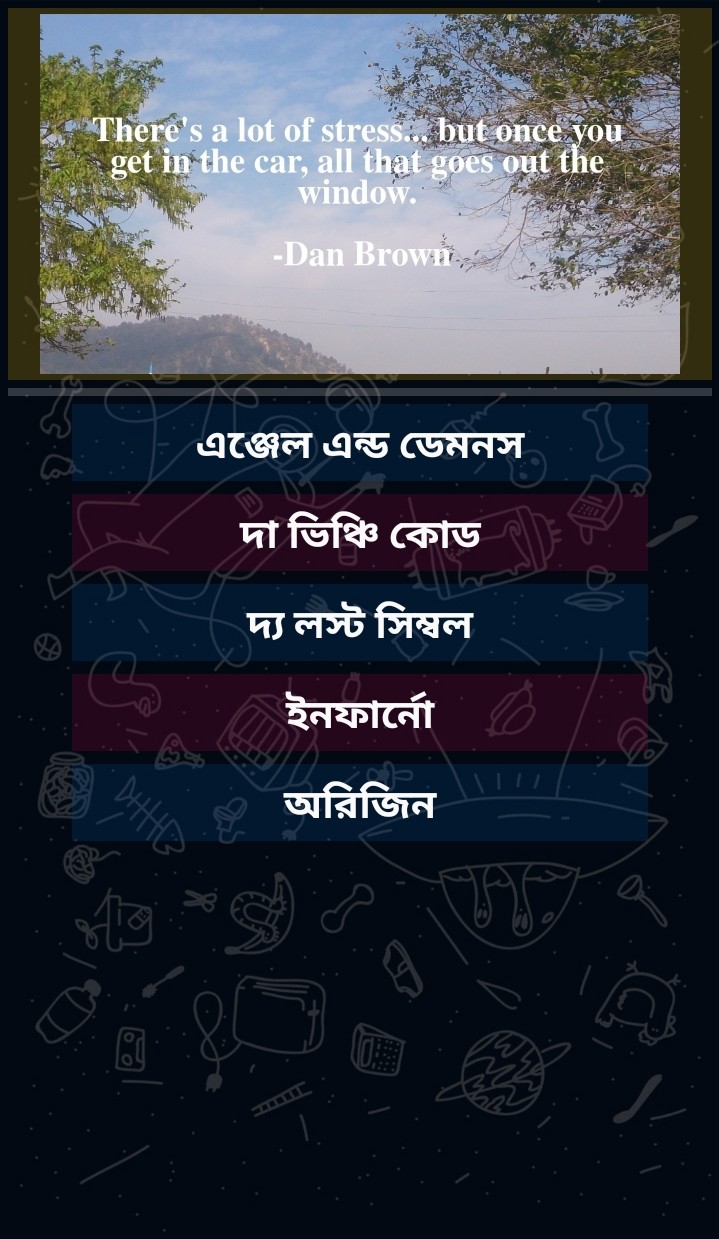 There's a lot of stress... but once you
get in the car, all that goes out the
window.
-Dan Brown
এঞ্জেল এন্ড ডেমনস
দা ভিঞ্চি কোড
দ্য লস্ট সিম্বল
ইনফার্নো
অরিজিন